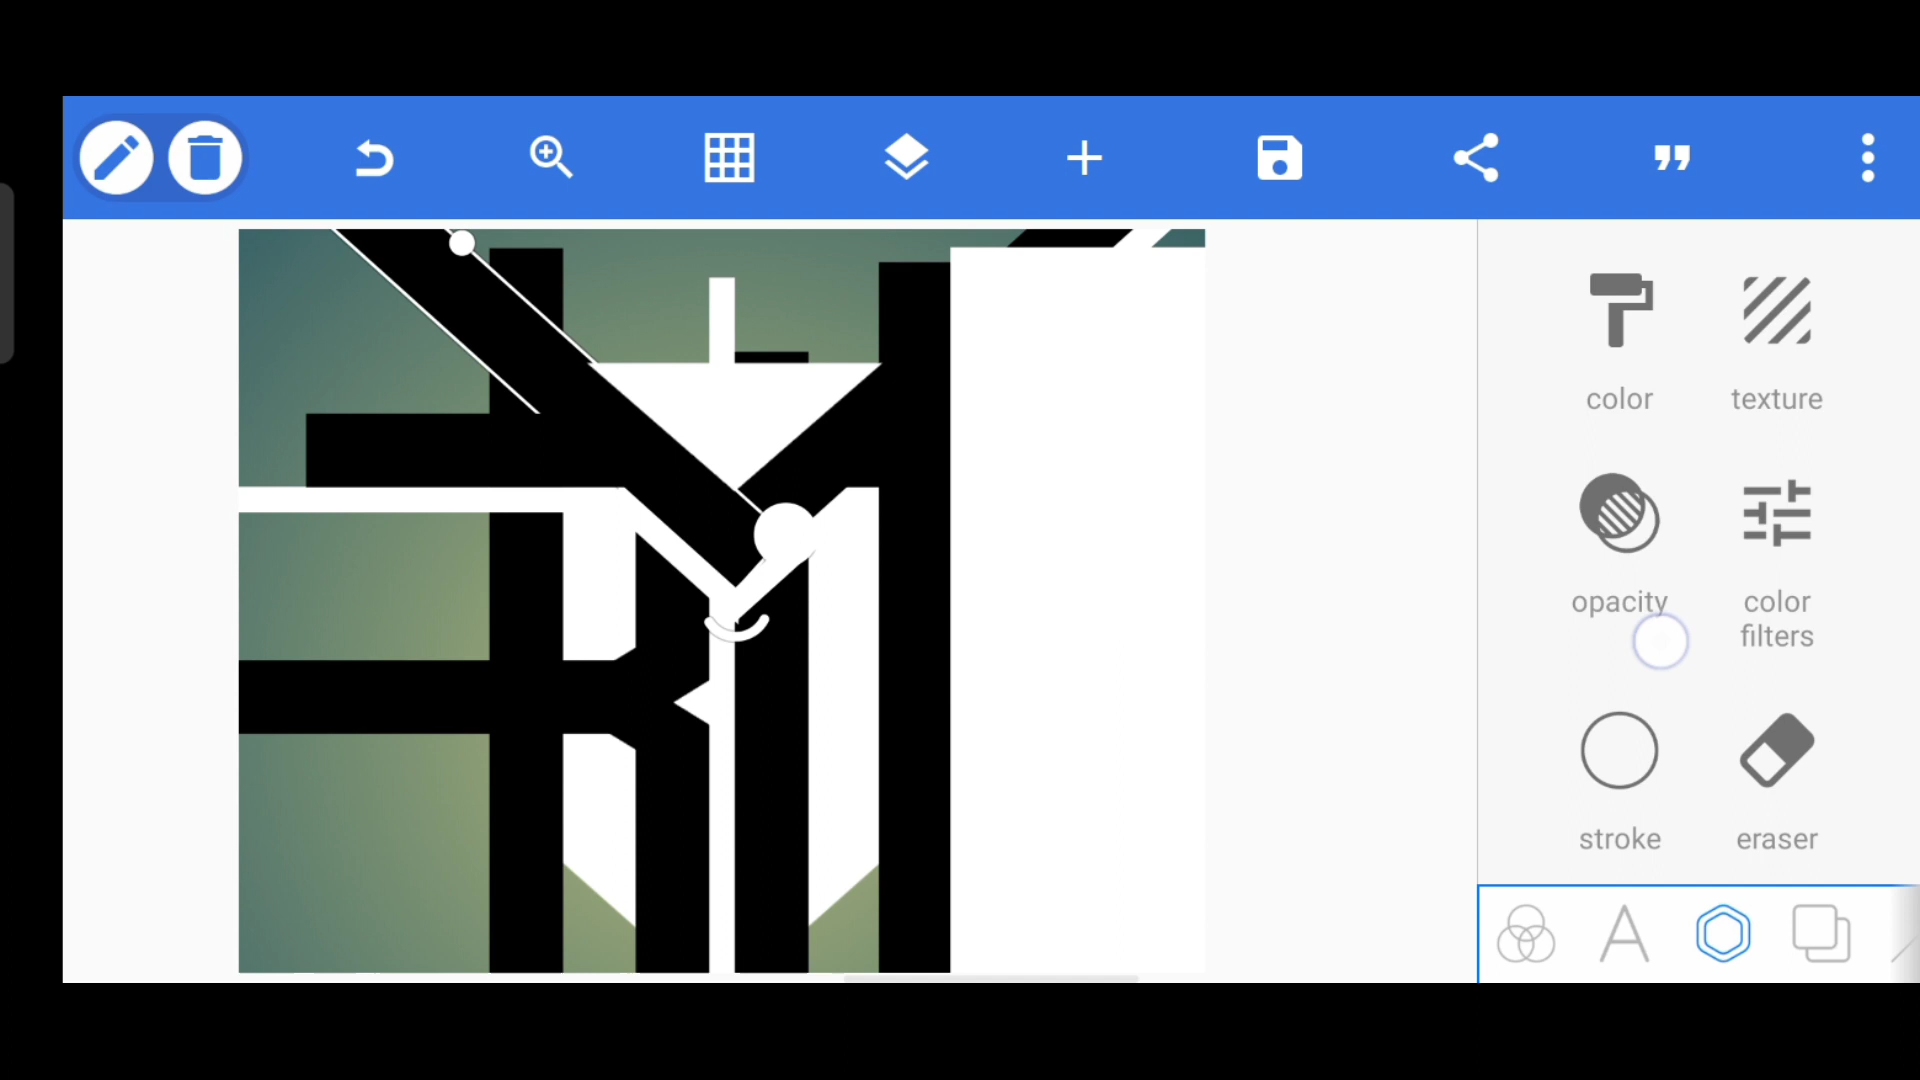 color
texture
opacity
color
filters
stroke
eraser